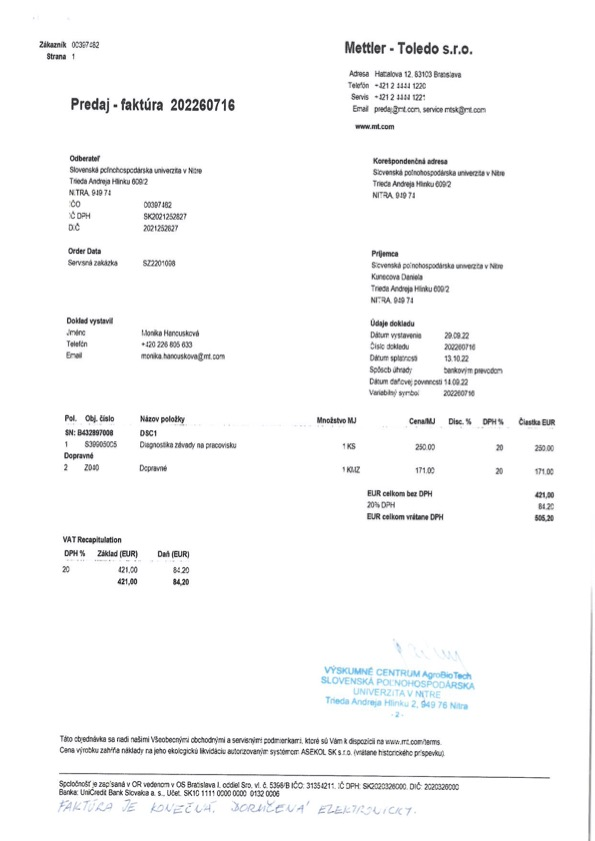 Zákazník 00397482
Strana 1
Mettler - Toledo s.r.o.
Adresa Hattalova 12, 83103 Bratislava
Telefón +421 2 4444 1220
Servis +421 2 4444 1221
Email predaj@mt.com, service.mtsk@mt.com
www.mt.com
Predaj - faktúra 202260716
Odberateľ
Slovenská poľnohospodárska univerzita v Nitre
Trieda Andreja Hlinku 609/2
NITRA, 949 74
IČO 00397482
IČ DPH SK2021252827
DIČ 2021252827
Korešpondenčná adresa
Slovenská poľnohospodárska univerzita v Nitre
Trieda Andreja Hlinku 609/2
NITRA, 949 74
Order Data
Servisná zakázka SZ2201098
Príjemca
Slovenská poľnohospodárska univerzita v Nitre
Kunecova Daniela
Trieda Andreja Hlinku 609/2
NITRA, 949 74
Doklad vystavil
Jméno Monika Hanousková
Telefón +420 226 805 633
Email monika.hanouskova@mt.com
Údaje dokladu
Dátum vystavenia 29.09.22
Číslo dokladu 202260716
Dátum splatnosti 13.10.22
Spôsob úhrady bankovým prevodom
Dátum daňovej povinnosti 14.09.22
Variabilný symbol 202260716
Pol. Obj. číslo Názov položky Množstvo MJ Cena/MJ Disc. % DPH % Čiastka EUR
SN: B432897008 DSC1
1 S39905005 Diagnostika závady na pracovisku 1 KS 250.00 20 250.00
Dopravné
2 Z040 Dopravné 1 KMZ 171.00 20 171,00
EUR celkom bez DPH 421,00
20% DPH 84,20
EUR celkom vrátane DPH 505,20
VAT Recapitulation
DPH % Základ (EUR) Daň (EUR)
20 421,00 84,20
421,00 84,20
VÝSKUMNÉ CENTRUM AgroBioTech
SLOVENSKÁ POĽNOHOSPODÁRSKA
UNIVERZITA V NITRE
Trieda Andreja Hlinku 2, 949 76 Nitra
- 2 -
Táto objednávka sa riadi našimi Všeobecnými obchodnými a servisnými podmienkami, ktoré sú Vám k dispozícii na www.mt.com/terms.
Cena výrobku zahŕňa náklady na jeho ekologickú likvidáciu autorizovaným systémom ASEKOL SK s.r.o. (vrátane historického príspevku).
Spoločnosť je zapísaná v OR vedenom v OS Bratislava I. oddiel Sro, vl. č. 5396/B IČO: 31354211, IČ DPH: SK2020326000, DIČ: 2020326000
Banka: UniCredit Bank Slovakia a. s., Účet. SK10 1111 0000 0000 0132 0006
FAKTÚRA JE KONEČNÁ. DORUČENÁ ELEKTRONICKY.